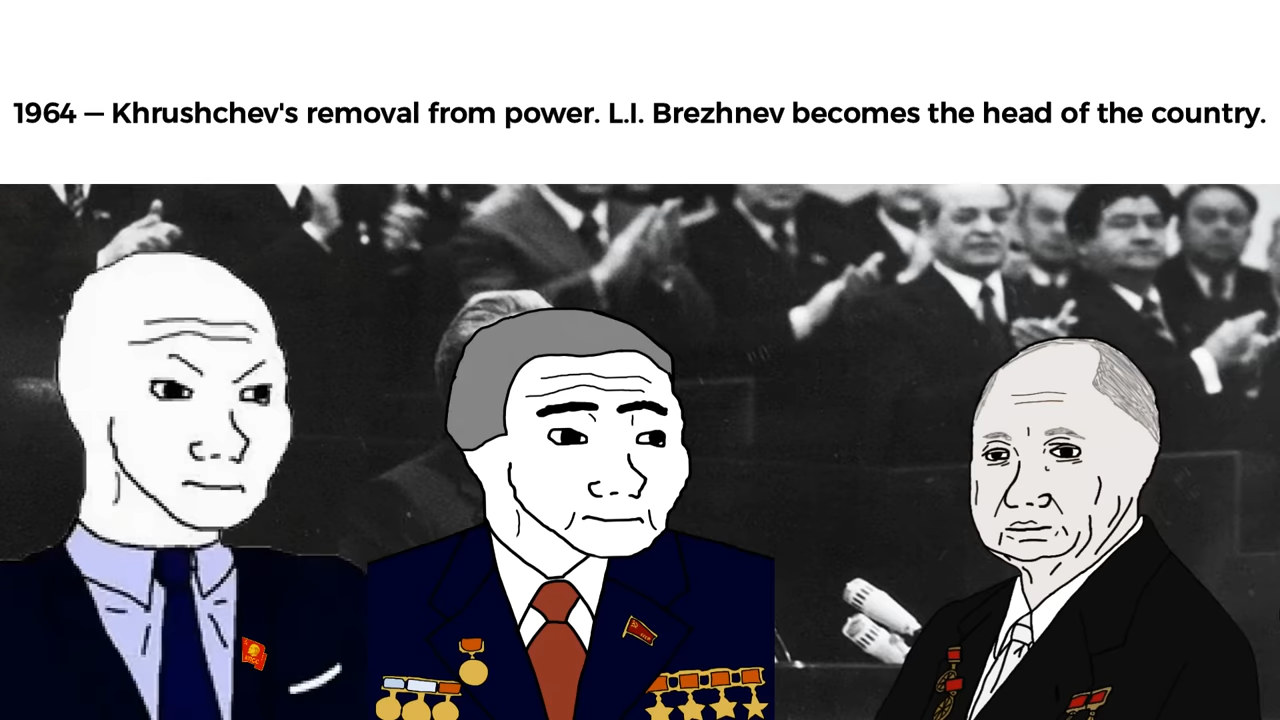 1964 — Khrushchev's removal from power. L.I. Brezhnev becomes the head of the country.